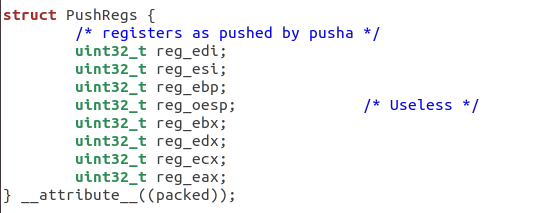 struct PushRegs {
        /* registers as pushed by pusha */
        uint32_t reg_edi;
        uint32_t reg_esi;
        uint32_t reg_ebp;
        uint32_t reg_oesp;              /* Useless */
        uint32_t reg_ebx;
        uint32_t reg_edx;
        uint32_t reg_ecx;
        uint32_t reg_eax;
} __attribute__((packed));